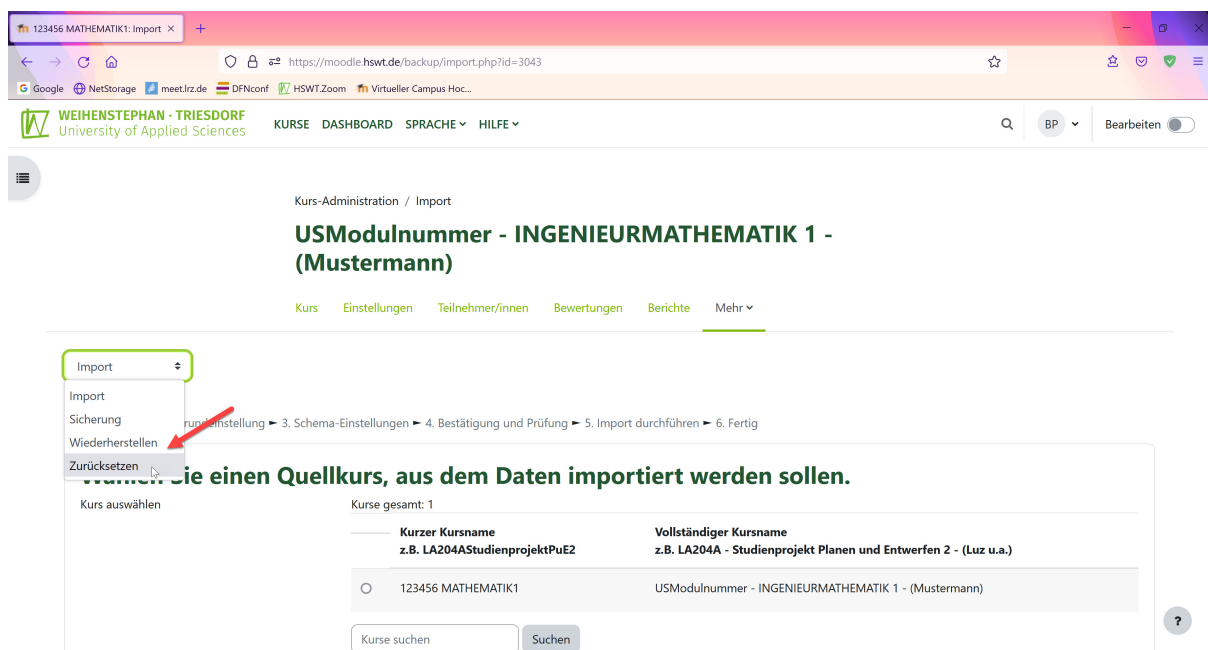 123456 MATHEMATIK1: Import
https://moodle.hswt.de/backup/import.php?id=3043
Google NetStorage meet.lrz.de DFNconf HSWT.Zoom Virtueller Campus Hoc...
WEIHENSTEPHAN · TRIESDORF
University of Applied Sciences
KURSE DASHBOARD SPRACHE HILFE
BP
Bearbeiten
Kurs-Administration / Import
USModulnummer - INGENIEURMATHEMATIK 1 -
(Mustermann)
Kurs Einstellungen Teilnehmer/innen Bewertungen Berichte Mehr
Import
Import
Sicherung
Wiederherstellen
Zurücksetzen
rundeinstellung ► 3. Schema-Einstellungen ► 4. Bestätigung und Prüfung ► 5. Import durchführen ► 6. Fertig
Sie einen Quellkurs, aus dem Daten importiert werden sollen.
Kurs auswählen
Kurse gesamt: 1
Kurzer Kursname Vollständiger Kursname
z.B. LA204AStudienprojektPuE2 z.B. LA204A - Studienprojekt Planen und Entwerfen 2 - (Luz u.a.)
123456 MATHEMATIK1 USModulnummer - INGENIEURMATHEMATIK 1 - (Mustermann)
Kurse suchen Suchen
?